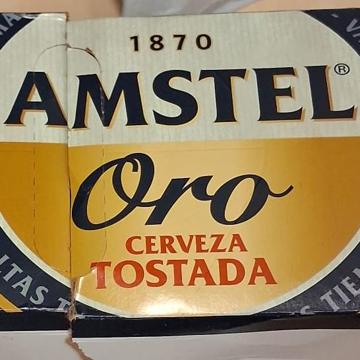 1870
AMSTEL®
Oro
CERVEZA
TOSTADA